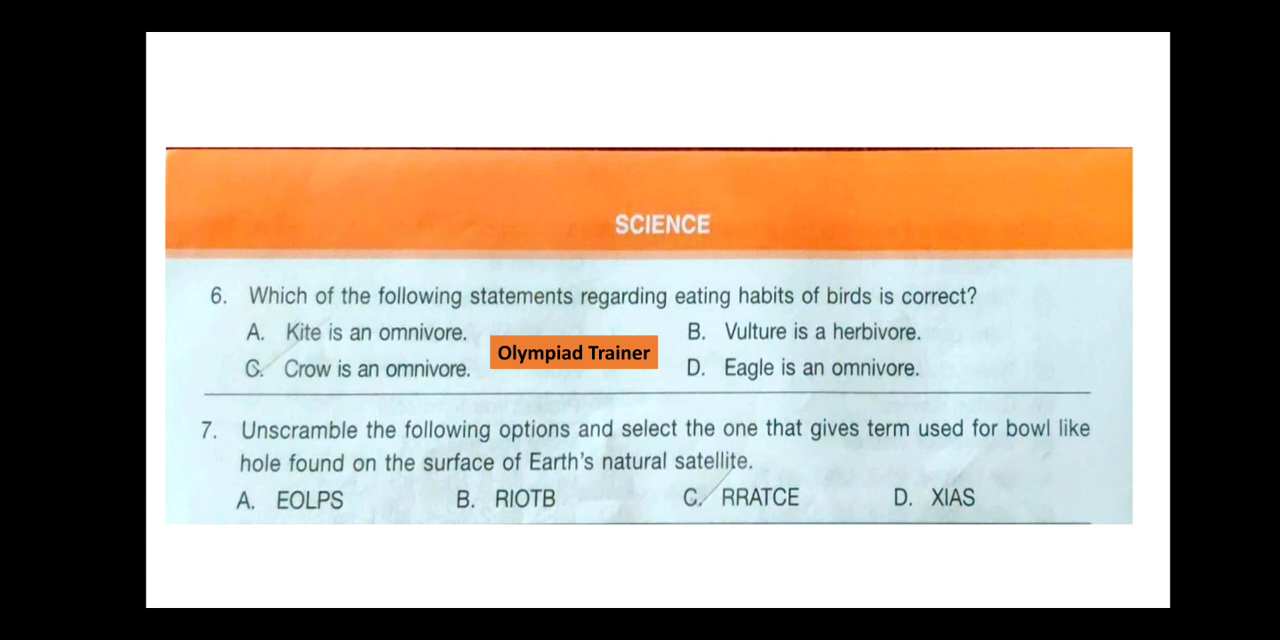 SCIENCE
6. Which of the following statements regarding eating habits of birds is correct?
A. Kite is an omnivore. B. Vulture is a herbivore.
Olympiad Trainer
C. Crow is an omnivore. D. Eagle is an omnivore.
7. Unscramble the following options and select the one that gives term used for bowl like
hole found on the surface of Earth's natural satellite.
A. EOLPS B. RIOTB C. RRATCE D. XIAS